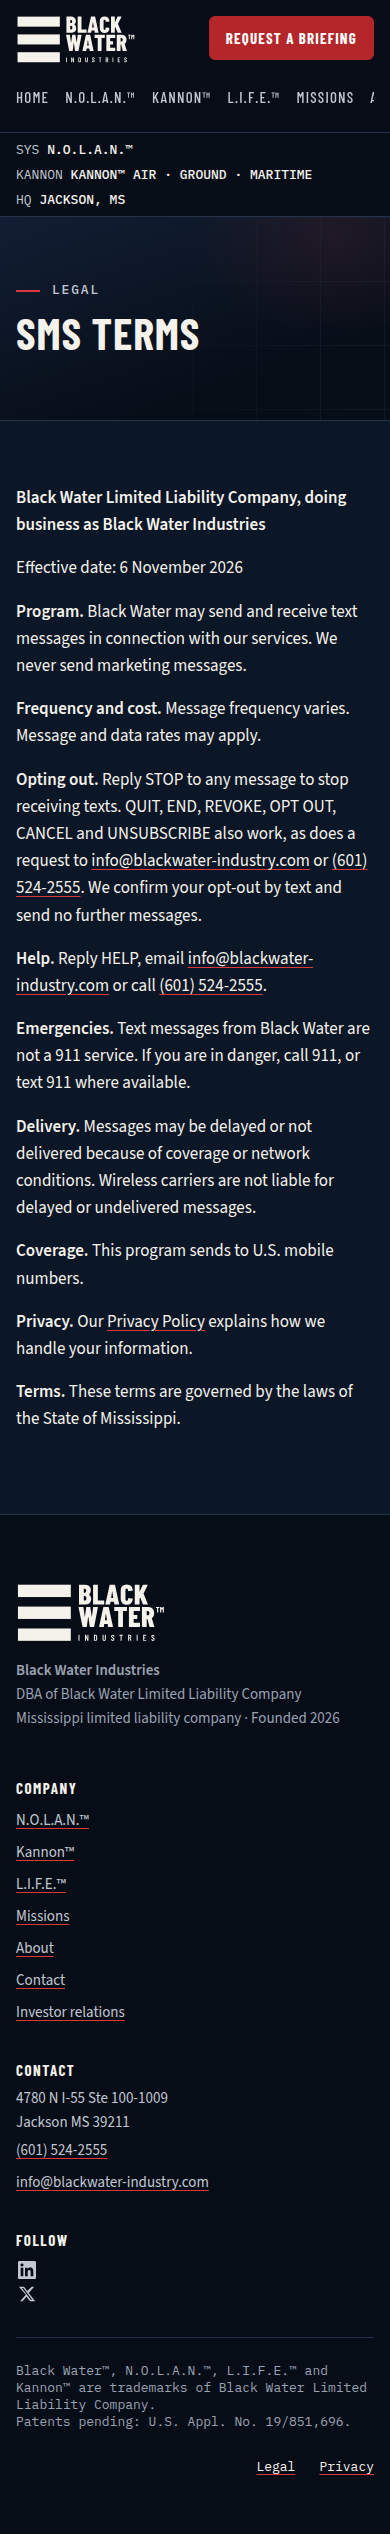 BLACK
WATER™
INDUSTRIES
REQUEST A BRIEFING
HOME N.O.L.A.N.™ KANNON™ L.I.F.E.™ MISSIONS
SYS N.O.L.A.N.™
KANNON KANNON™ AIR · GROUND · MARITIME
HQ JACKSON, MS
LEGAL
SMS TERMS
Black Water Limited Liability Company, doing
business as Black Water Industries
Effective date: 6 November 2026
Program. Black Water may send and receive text
messages in connection with our services. We
never send marketing messages.
Frequency and cost. Message frequency varies.
Message and data rates may apply.
Opting out. Reply STOP to any message to stop
receiving texts. QUIT, END, REVOKE, OPT OUT,
CANCEL and UNSUBSCRIBE also work, as does a
request to info@blackwater-industry.com or (601)
524-2555. We confirm your opt-out by text and
send no further messages.
Help. Reply HELP, email info@blackwater-
industry.com or call (601) 524-2555.
Emergencies. Text messages from Black Water are
not a 911 service. If you are in danger, call 911, or
text 911 where available.
Delivery. Messages may be delayed or not
delivered because of coverage or network
conditions. Wireless carriers are not liable for
delayed or undelivered messages.
Coverage. This program sends to U.S. mobile
numbers.
Privacy. Our Privacy Policy explains how we
handle your information.
Terms. These terms are governed by the laws of
the State of Mississippi.
BLACK
WATER™
INDUSTRIES
Black Water Industries
DBA of Black Water Limited Liability Company
Mississippi limited liability company · Founded 2026
COMPANY
N.O.L.A.N.™
Kannon™
L.I.F.E.™
Missions
About
Contact
Investor relations
CONTACT
4780 N I-55 Ste 100-1009
Jackson MS 39211
(601) 524-2555
info@blackwater-industry.com
FOLLOW
Black Water™, N.O.L.A.N.™, L.I.F.E.™ and
Kannon™ are trademarks of Black Water Limited
Liability Company.
Patents pending: U.S. Appl. No. 19/851,696.
Legal Privacy